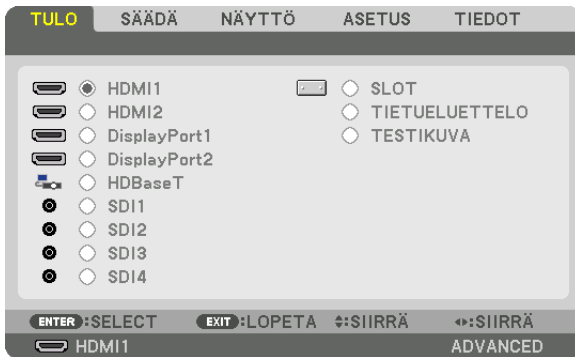 TULO SÄÄDÄ NÄYTTÖ ASETUS TIEDOT
HDMI1 SLOT
HDMI2 TIETUELUETTELO
DisplayPort1 TESTIKUVA
DisplayPort2
HDBaseT
SDI1
SDI2
SDI3
SDI4
ENTER :SELECT EXIT :LOPETA :SIIRRÄ :SIIRRÄ
HDMI1 ADVANCED